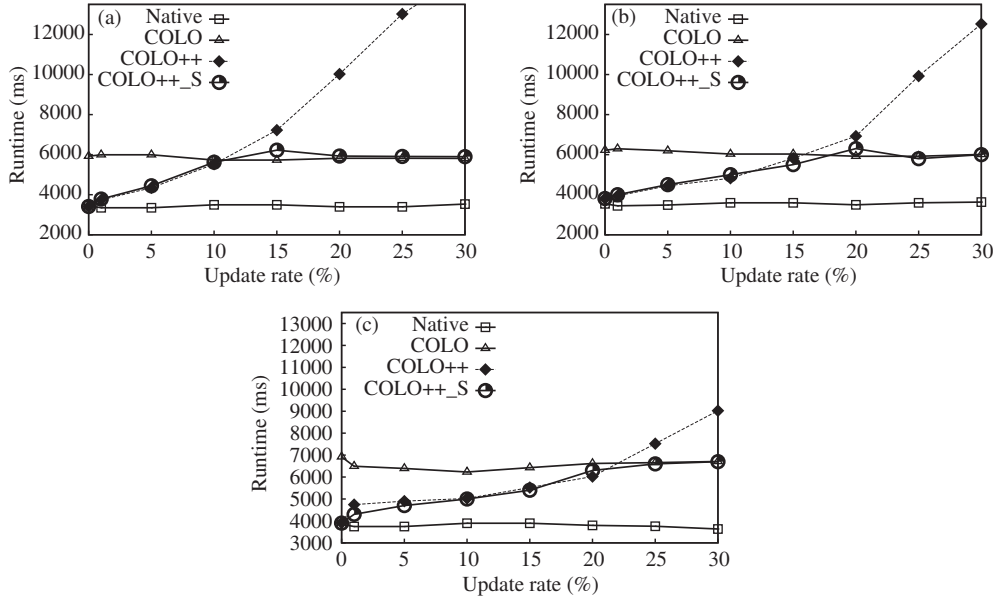 (a)
Native
COLO
COLO++
COLO++_S
12000
10000
8000
6000
4000
2000
Runtime (ms)
0 5 10 15 20 25 30
Update rate (%)
(b)
Native
COLO
COLO++
COLO++_S
12000
10000
8000
6000
4000
2000
Runtime (ms)
0 5 10 15 20 25 30
Update rate (%)
(c)
Native
COLO
COLO++
COLO++_S
13000
12000
11000
10000
9000
8000
7000
6000
5000
4000
3000
Runtime (ms)
0 5 10 15 20 25 30
Update rate (%)